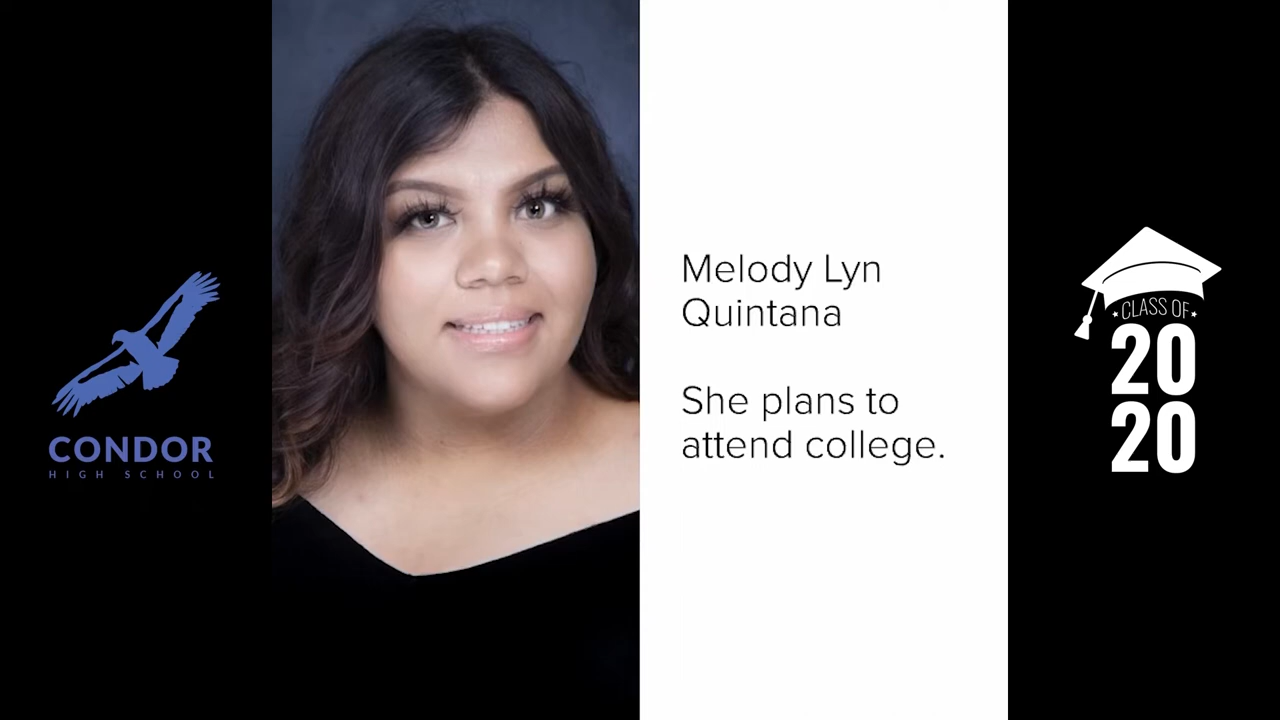 CONDOR
HIGH SCHOOL
Melody Lyn
Quintana
She plans to
attend college.
CLASS OF
20
20